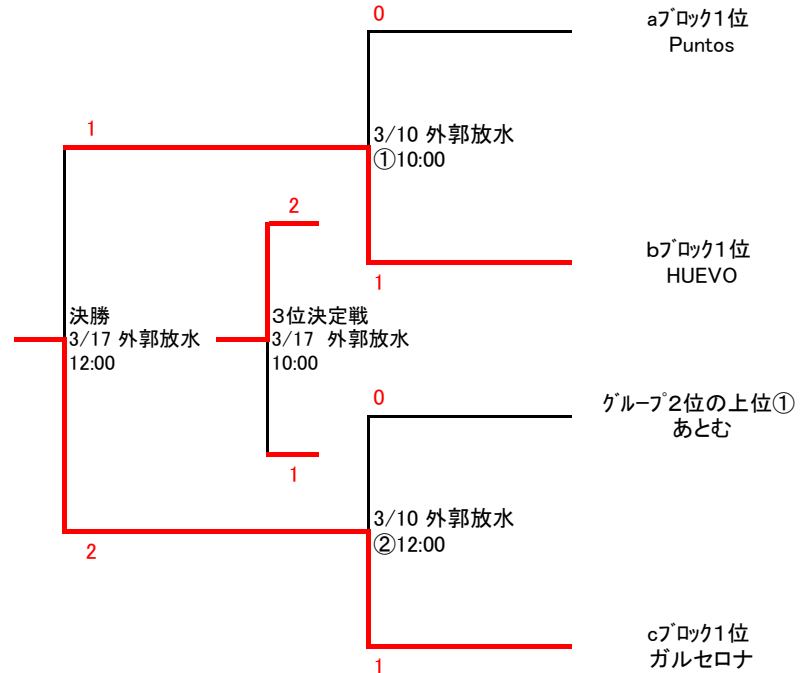 0
aブロック1位
Puntos
1
3/10 外郭放水
①10:00
2
bブロック1位
HUEVO
1
決勝
3/17 外郭放水
12:00
3位決定戦
3/17 外郭放水
10:00
0
グループ2位の上位①
あとむ
1
3/10 外郭放水
②12:00
2
cブロック1位
ガルセロナ
1